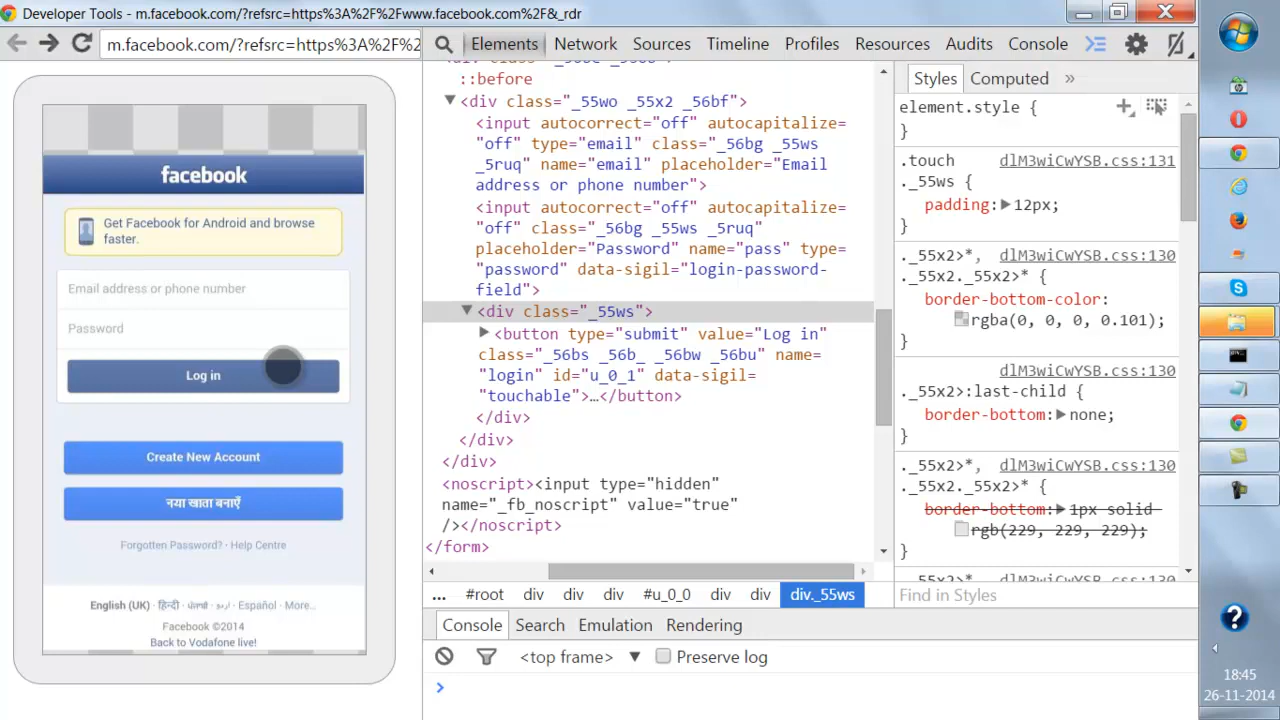 Developer Tools - m.facebook.com/?refsrc=https%3A%2F%2Fwww.facebook.com%2F&_rdr
m.facebook.com/?refsrc=https%3A%2F%2
Elements Network Sources Timeline Profiles Resources Audits Console
facebook
Get Facebook for Android and browse
faster.
Email address or phone number
Password
Log in
Create New Account
नया खाता बनाएँ
Forgotten Password? · Help Centre
English (UK) · हिन्दी · ਪੰਜਾਬੀ · اردو · Español · More…
Facebook ©2014
Back to Vodafone live!
::before
<div class="_55wo _55x2 _56bf">
<input autocorrect="off" autocapitalize=
"off" type="email" class="_56bg _55ws
_5ruq" name="email" placeholder="Email
address or phone number">
<input autocorrect="off" autocapitalize=
"off" class="_56bg _55ws _5ruq"
placeholder="Password" name="pass" type=
"password" data-sigil="login-password-
field">
<div class="_55ws">
<button type="submit" value="Log in"
class="_56bs _56b_ _56bw _56bu" name=
"login" id="u_0_1" data-sigil=
"touchable">…</button>
</div>
</div>
</div>
<noscript><input type="hidden"
name="_fb_noscript" value="true"
/></noscript>
</form>
... #root div div div #u_0_0 div div div._55ws
Styles Computed »
element.style {
}
.touch dlM3wiCwYSB.css:131
._55ws {
padding: 12px;
}
._55x2>*, dlM3wiCwYSB.css:130
._55x2._55x2>* {
border-bottom-color:
rgba(0, 0, 0, 0.101);
}
dlM3wiCwYSB.css:130
._55x2>:last-child {
border-bottom: none;
}
._55x2>*, dlM3wiCwYSB.css:130
._55x2._55x2>* {
border-bottom: 1px solid
rgb(229, 229, 229);
}
Find in Styles
Console Search Emulation Rendering
<top frame> Preserve log
18:45
26-11-2014